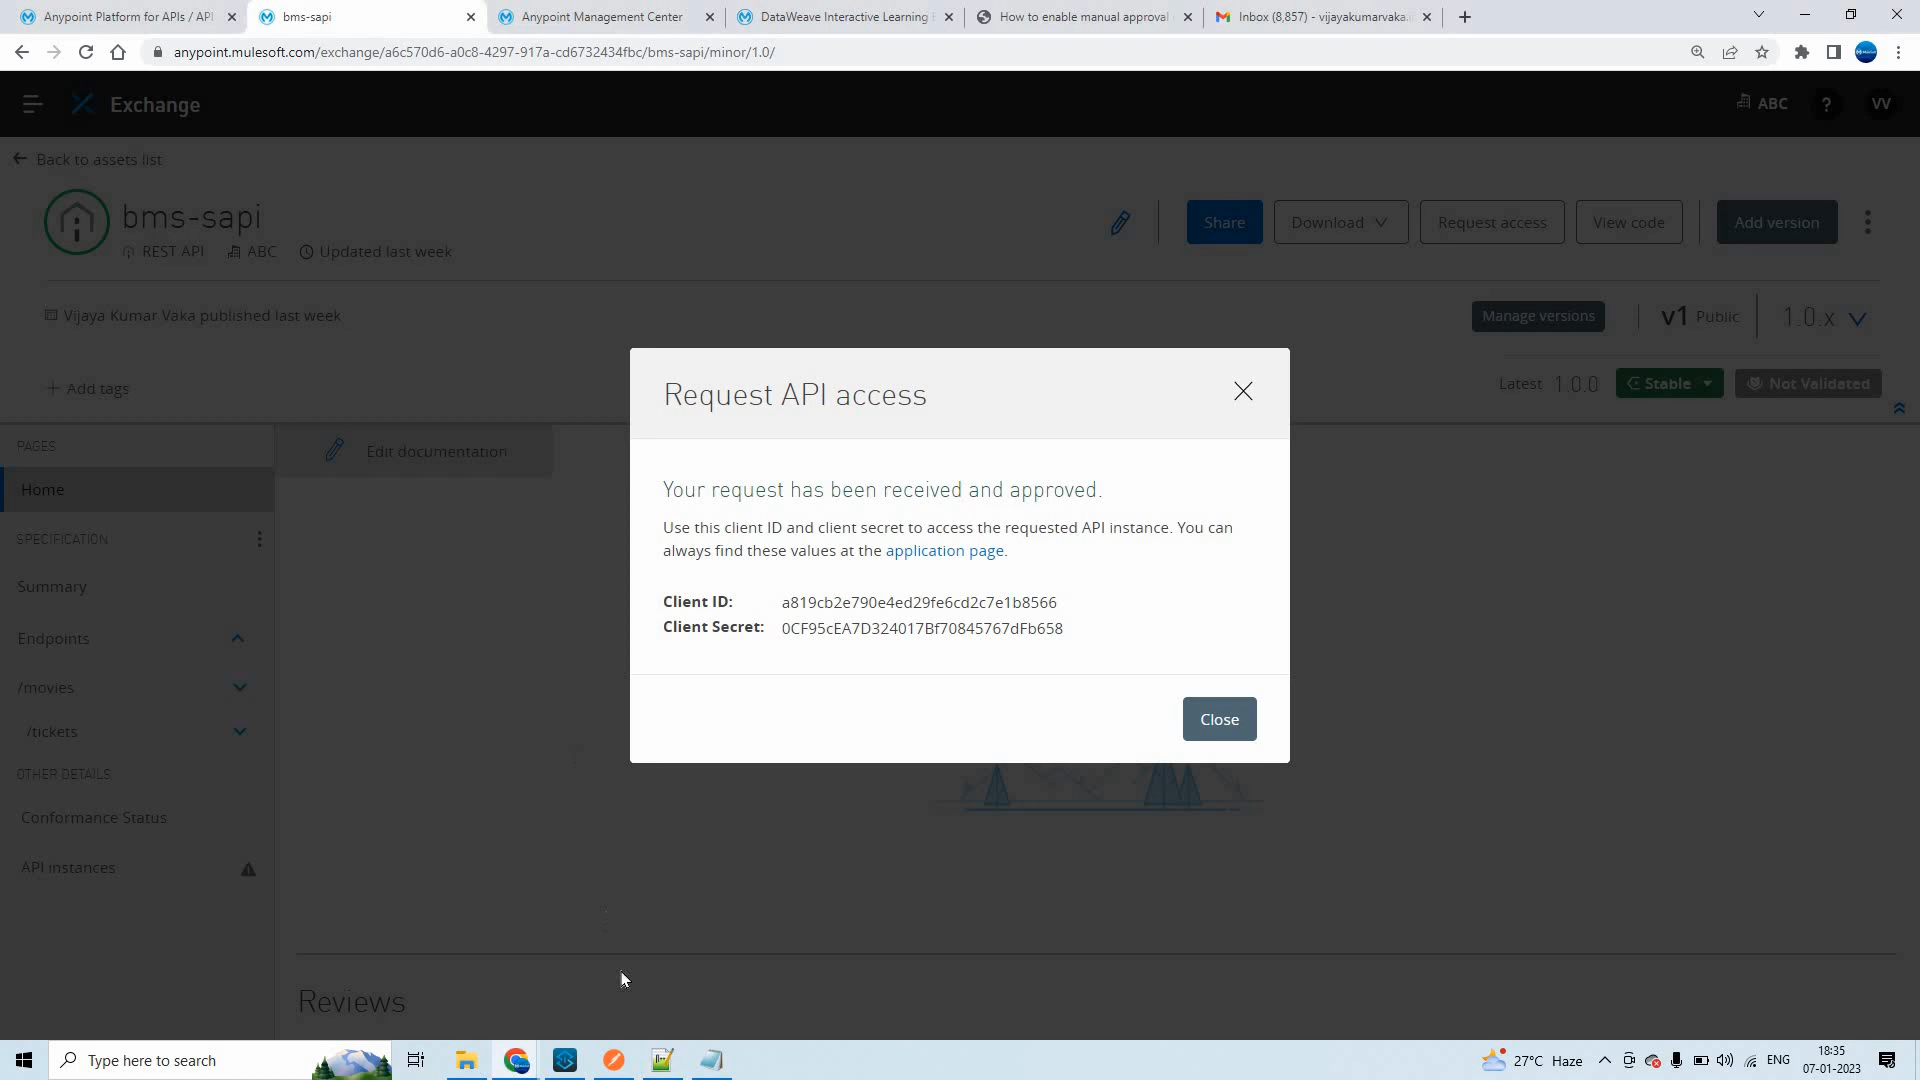 Anypoint Platform for APIs / API
bms-sapi
Anypoint Management Center
DataWeave Interactive Learning
How to enable manual approval
Inbox (8,857) - vijayakumarvaka.
anypoint.mulesoft.com/exchange/a6c570d6-a0c8-4297-917a-cd6732434fbc/bms-sapi/minor/1.0/
Exchange
ABC
?
VV
Back to assets list
bms-sapi
REST API
ABC
Updated last week
Share
Download
Request access
View code
Add version
Vijaya Kumar Vaka published last week
Manage versions
v1 Public
1.0.x
Add tags
Latest 1.0.0
Stable
Not Validated
PAGES
Home
Edit documentation
SPECIFICATION
Summary
Endpoints
/movies
/tickets
OTHER DETAILS
Conformance Status
API instances
Request API access
Your request has been received and approved.
Use this client ID and client secret to access the requested API instance. You can
always find these values at the application page.
Client ID: a819cb2e790e4ed29fe6cd2c7e1b8566
Client Secret: 0CF95cEA7D324017Bf70845767dFb658
Close
Reviews
Type here to search
27°C Haze
ENG
18:35
07-01-2023